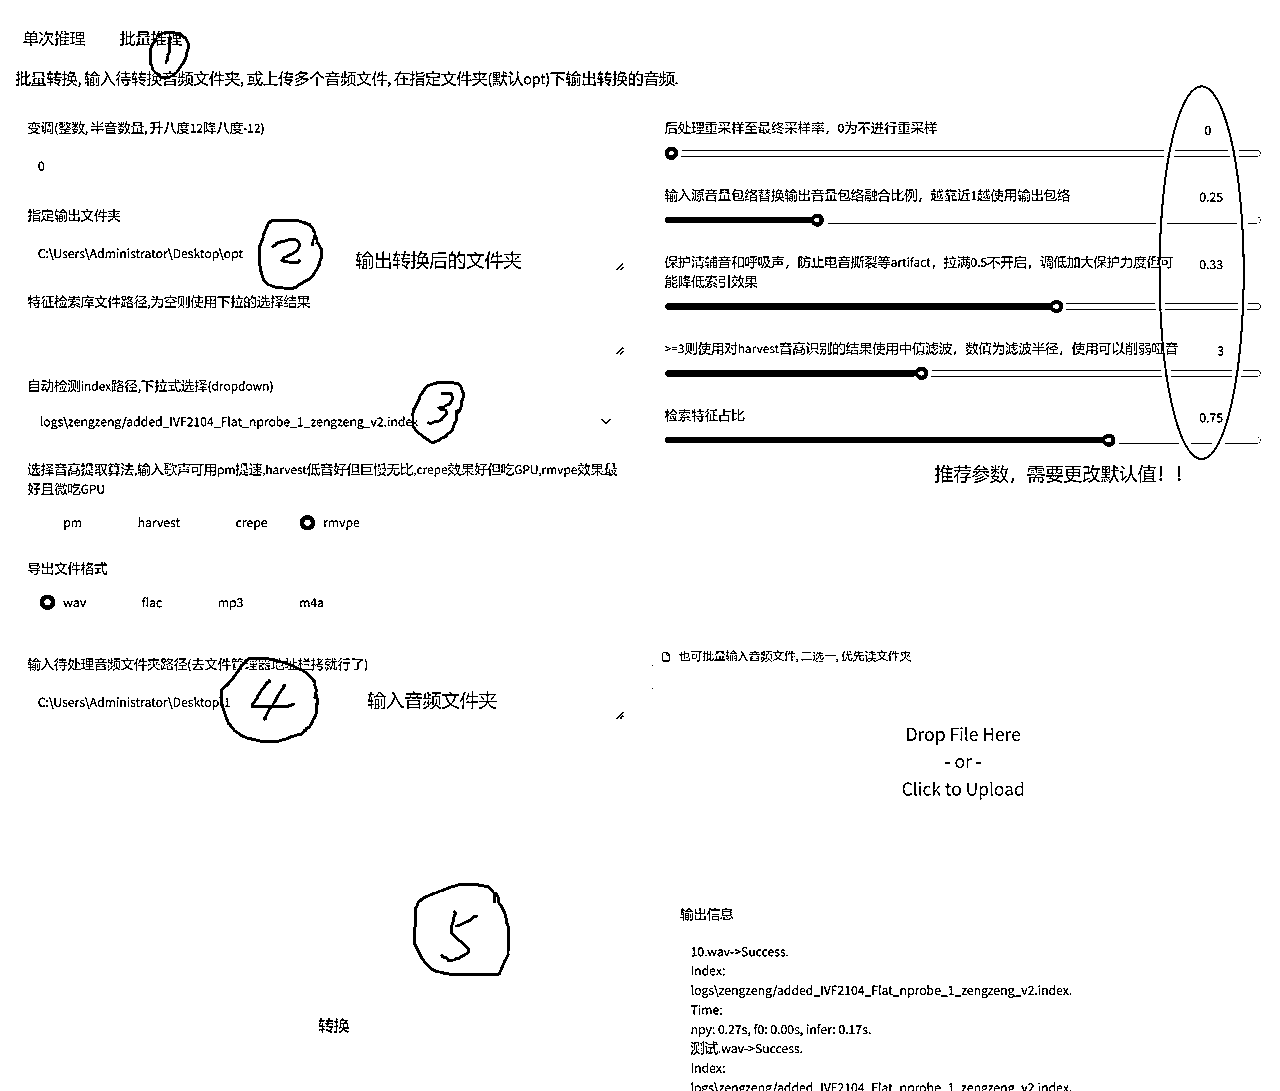 单次推理
批量推理
1
批量转换, 输入待转换音频文件夹, 或上传多个音频文件, 在指定文件夹(默认opt)下输出转换的音频.
变调(整数, 半音数量, 升八度12降八度-12)
0
指定输出文件夹
C:\Users\Administrator\Desktop\opt
2
输出转换后的文件夹
特征检索库文件路径,为空则使用下拉的选择结果
自动检测index路径,下拉式选择(dropdown)
logs\zengzeng/added_IVF2104_Flat_nprobe_1_zengzeng_v2.index
3
选择音高提取算法,输入歌声可用pm提速,harvest低音好但巨慢无比,crepe效果好但吃GPU,rmvpe效果最
好且微吃GPU
pm
harvest
crepe
rmvpe
导出文件格式
wav
flac
mp3
m4a
输入待处理音频文件夹路径(去文件管理器地址栏拷就行了)
C:\Users\Administrator\Desktop\1
4
输入音频文件夹
5
转换
后处理重采样至最终采样率，0为不进行重采样
0
输入源音量包络替换输出音量包络融合比例，越靠近1越使用输出包络
0.25
保护清辅音和呼吸声，防止电音撕裂等artifact，拉满0.5不开启，调低加大保护力度但可
能降低索引效果
0.33
>=3则使用对harvest音高识别的结果使用中值滤波，数值为滤波半径，使用可以削弱哑音
3
检索特征占比
0.75
推荐参数，需要更改默认值！！
也可批量输入音频文件, 二选一, 优先读文件夹
Drop File Here
- or -
Click to Upload
输出信息
10.wav->Success.
Index:
logs\zengzeng/added_IVF2104_Flat_nprobe_1_zengzeng_v2.index.
Time:
npy: 0.27s, f0: 0.00s, infer: 0.17s.
测试.wav->Success.
Index:
logs\zengzeng/added_IVF2104_Flat_nprobe_1_zengzeng_v2.index.